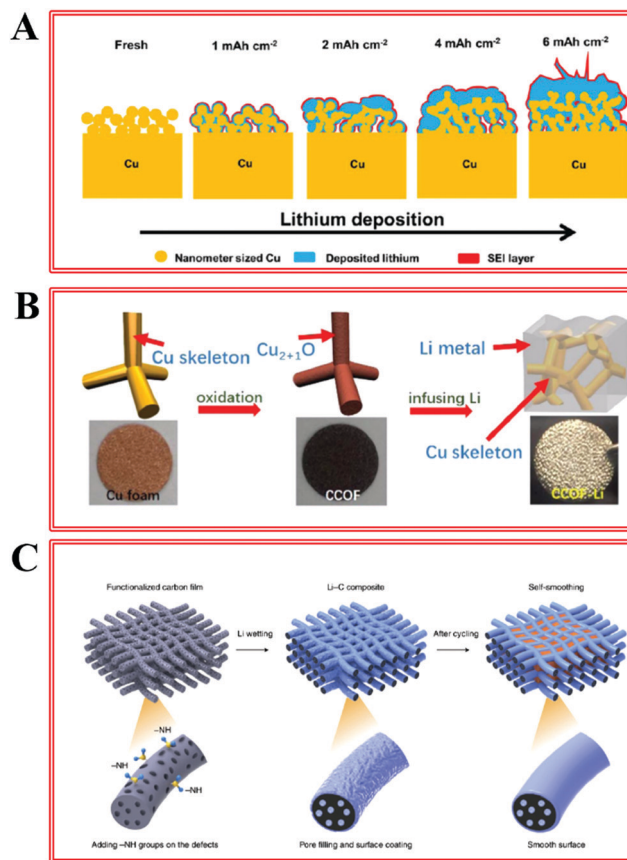 A
Fresh
1 mAh cm-2
2 mAh cm-2
4 mAh cm-2
6 mAh cm-2
Cu
Cu
Cu
Cu
Cu
Lithium deposition
Nanometer sized Cu
Deposited lithium
SEI layer
B
Cu skeleton
Cu2+1O
Li metal
oxidation
infusing Li
Cu skeleton
Cu foam
CCOF
CCOF-Li
C
Functionalized carbon film
Li–C composite
Self-smoothing
Li wetting
After cycling
–NH
–NH
–NH
–NH
Adding –NH groups on the defects
Pore filling and surface coating
Smooth surface